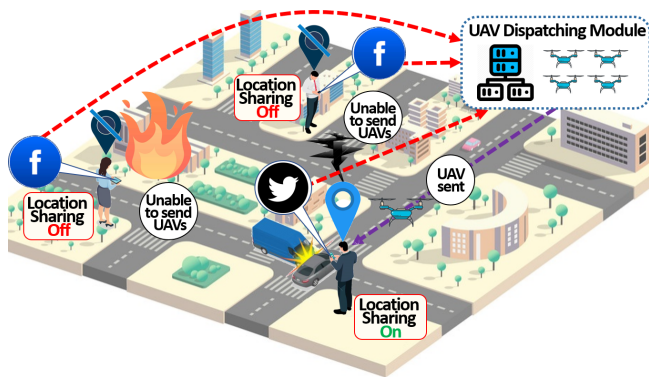 UAV Dispatching Module
Location
Sharing
Off
Unable
to send
UAVs
f
f
UAV
sent
Location
Sharing
Off
Unable
to send
UAVs
Location
Sharing
On